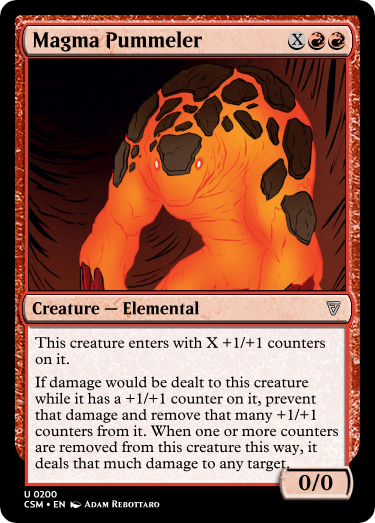 Magma Pummeler X R R
Creature — Elemental
This creature enters with X +1/+1 counters
on it.
If damage would be dealt to this creature
while it has a +1/+1 counter on it, prevent
that damage and remove that many +1/+1
counters from it. When one or more counters
are removed from this creature this way, it
deals that much damage to any target.
0/0
U 0200
CSM • EN Adam Rebottaro